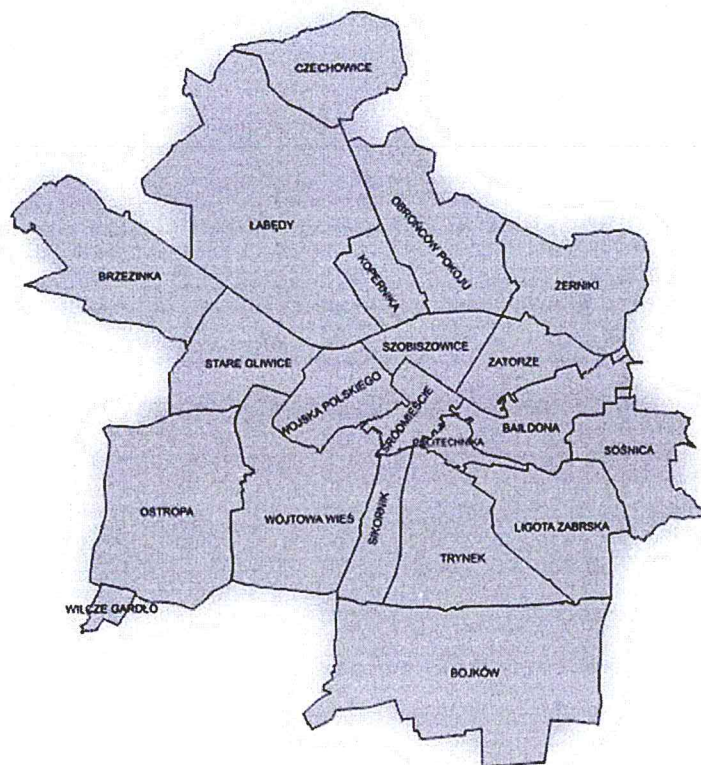 CZECHOWICE
OBROŃCÓW POKOJU
ŁABĘDY
KOPERNIKA
BRZEZINKA
ŻERNIKI
SZOBISZOWICE
STARE GLIWICE
ZATORZE
WOJSKA POLSKIEGO
ŚRÓDMIEŚCIE
POLITECHNIKA
BAILDONA
SOŚNICA
OSTROPA
WÓJTOWA WIEŚ
SIKORNIK
LIGOTA ZABRSKA
TRYNEK
WILCZE GARDŁO
BOJKÓW